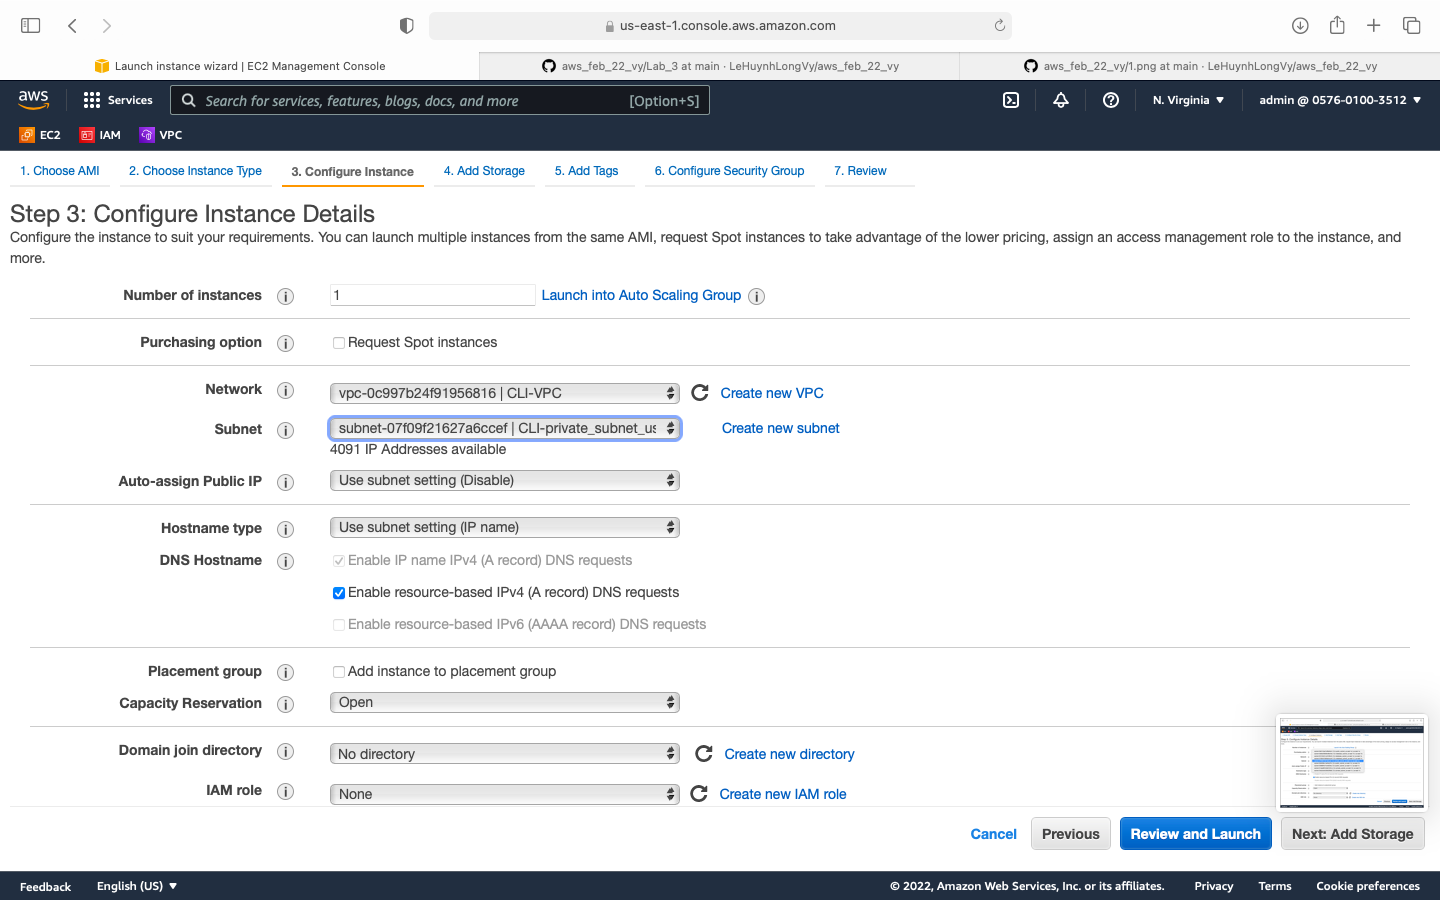 us-east-1.console.aws.amazon.com
Launch instance wizard | EC2 Management Console
aws_feb_22_vy/Lab_3 at main · LeHuynhLongVy/aws_feb_22_vy
aws_feb_22_vy/1.png at main · LeHuynhLongVy/aws_feb_22_vy
aws
Services
Search for services, features, blogs, docs, and more
[Option+S]
N. Virginia ▼
admin @ 0576-0100-3512 ▼
EC2
IAM
VPC
1. Choose AMI
2. Choose Instance Type
3. Configure Instance
4. Add Storage
5. Add Tags
6. Configure Security Group
7. Review
Step 3: Configure Instance Details
Configure the instance to suit your requirements. You can launch multiple instances from the same AMI, request Spot instances to take advantage of the lower pricing, assign an access management role to the instance, and
more.
Number of instances
1
Launch into Auto Scaling Group
Purchasing option
Request Spot instances
Network
vpc-0c997b24f91956816 | CLI-VPC
Create new VPC
Subnet
subnet-07f09f21627a6ccef | CLI-private_subnet_us
Create new subnet
4091 IP Addresses available
Auto-assign Public IP
Use subnet setting (Disable)
Hostname type
Use subnet setting (IP name)
DNS Hostname
Enable IP name IPv4 (A record) DNS requests
Enable resource-based IPv4 (A record) DNS requests
Enable resource-based IPv6 (AAAA record) DNS requests
Placement group
Add instance to placement group
Capacity Reservation
Open
Domain join directory
No directory
Create new directory
IAM role
None
Create new IAM role
Cancel
Previous
Review and Launch
Next: Add Storage
Feedback
English (US) ▼
© 2022, Amazon Web Services, Inc. or its affiliates.
Privacy
Terms
Cookie preferences